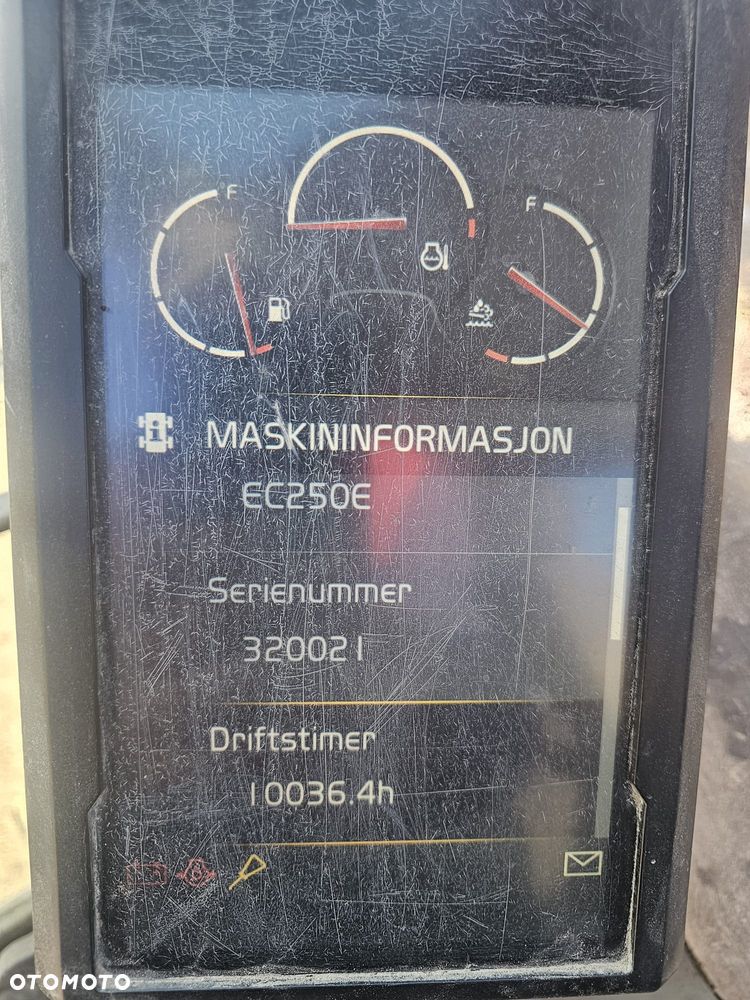 F
F
MASKININFORMASJON
EC250E
Serienummer
320021
Driftstimer
10036.4h
OTOMOTO